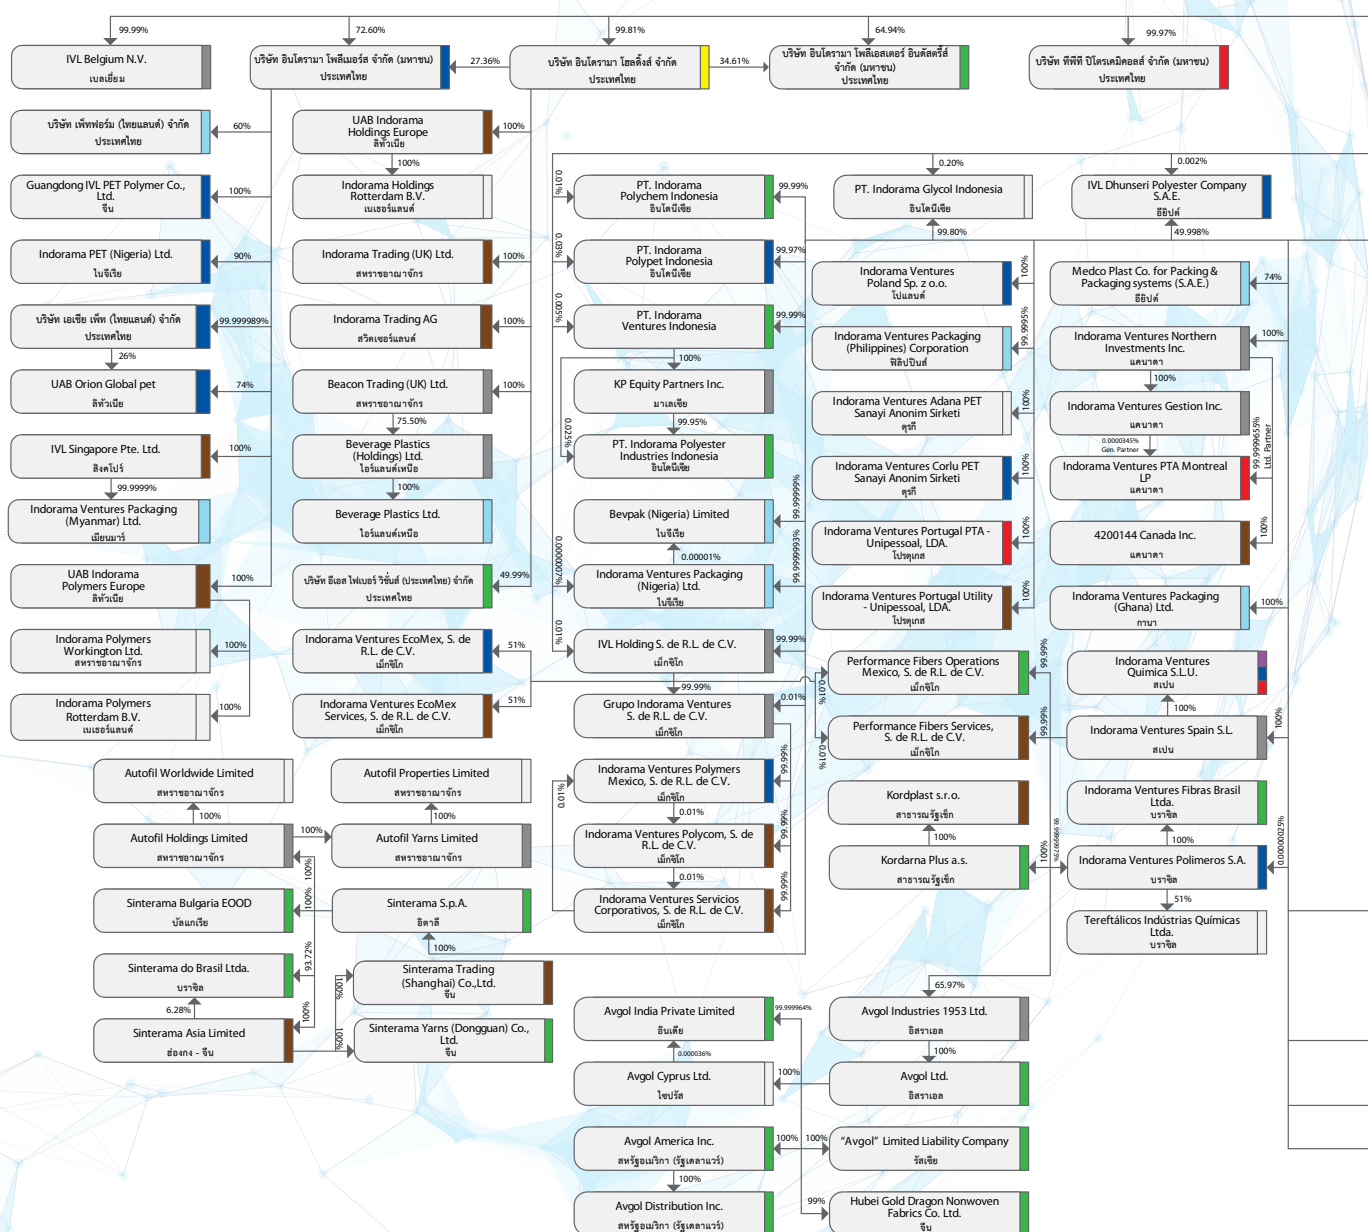 99.99%
72.60%
99.81%
64.94%
99.97%
IVL Belgium N.V.
เบลเยี่ยม
บริษัท อินโดรามา โพลีเมอร์ส จำกัด (มหาชน)
ประเทศไทย
27.36%
บริษัท อินโดรามา โฮลดิ้งส์ จำกัด
ประเทศไทย
34.61%
บริษัท อินโดรามา โพลีเอสเตอร์ อินดัสตรี้ส์
จำกัด (มหาชน)
ประเทศไทย
บริษัท ทีพีที ปิโตรเคมิคอลส์ จำกัด (มหาชน)
ประเทศไทย
บริษัท เพ็ทฟอร์ม (ไทยแลนด์) จำกัด
ประเทศไทย
60%
Guangdong IVL PET Polymer Co.,
Ltd.
จีน
100%
Indorama PET (Nigeria) Ltd.
ไนจีเรีย
90%
บริษัท เอเชีย เพ็ท (ไทยแลนด์) จำกัด
ประเทศไทย
99.999989%
26%
UAB Orion Global pet
ลิทัวเนีย
74%
IVL Singapore Pte. Ltd.
สิงคโปร์
100%
99.9999%
Indorama Ventures Packaging
(Myanmar) Ltd.
เมียนมาร์
UAB Indorama
Polymers Europe
ลิทัวเนีย
100%
Indorama Polymers
Workington Ltd.
สหราชอาณาจักร
100%
Indorama Polymers
Rotterdam B.V.
เนเธอร์แลนด์
100%
UAB Indorama
Holdings Europe
ลิทัวเนีย
100%
100%
Indorama Holdings
Rotterdam B.V.
เนเธอร์แลนด์
Indorama Trading (UK) Ltd.
สหราชอาณาจักร
100%
Indorama Trading AG
สวิตเซอร์แลนด์
100%
Beacon Trading (UK) Ltd.
สหราชอาณาจักร
100%
75.50%
Beverage Plastics
(Holdings) Ltd.
ไอร์แลนด์เหนือ
100%
Beverage Plastics Ltd.
ไอร์แลนด์เหนือ
บริษัท อีเอส ไฟเบอร์ วิชั่นส์ (ประเทศไทย) จำกัด
ประเทศไทย
49.99%
Indorama Ventures EcoMex, S. de
R.L. de C.V.
เม็กซิโก
51%
Indorama Ventures EcoMex
Services, S. de R.L. de C.V.
เม็กซิโก
51%
0.01%
PT. Indorama
Polychem Indonesia
อินโดนีเซีย
99.99%
0.03%
PT. Indorama
Polypet Indonesia
อินโดนีเซีย
99.97%
0.005%
PT. Indorama
Ventures Indonesia
99.99%
100%
KP Equity Partners Inc.
มาเลเซีย
99.95%
0.025%
PT. Indorama Polyester
Industries Indonesia
อินโดนีเซีย
Bevpak (Nigeria) Limited
ไนจีเรีย
99.999999%
0.00001%
0.000007%
Indorama Ventures Packaging
(Nigeria) Ltd.
ไนจีเรีย
99.999993%
0.01%
IVL Holding S. de R.L. de C.V.
เม็กซิโก
99.99%
99.99%
Grupo Indorama Ventures
S. de R.L. de C.V.
เม็กซิโก
0.01%
0.01%
Indorama Ventures Polymers
Mexico, S. de R.L. de C.V.
เม็กซิโก
99.99%
0.01%
Indorama Ventures Polycom, S. de
R.L. de C.V.
เม็กซิโก
99.99%
0.01%
Indorama Ventures Servicios
Corporativos, S. de R.L. de C.V.
เม็กซิโก
99.99%
0.20%
PT. Indorama Glycol Indonesia
อินโดนีเซีย
99.80%
0.002%
IVL Dhunseri Polyester Company
S.A.E.
อียิปต์
49.998%
Indorama Ventures
Poland Sp. z o.o.
โปแลนด์
100%
Indorama Ventures Packaging
(Philippines) Corporation
ฟิลิปปินส์
99.9995%
Indorama Ventures Adana PET
Sanayi Anonim Sirketi
ตุรกี
100%
Indorama Ventures Corlu PET
Sanayi Anonim Sirketi
ตุรกี
100%
Indorama Ventures Portugal PTA -
Unipessoal, LDA.
โปรตุเกส
100%
Indorama Ventures Portugal Utility
- Unipessoal, LDA.
โปรตุเกส
100%
Medco Plast Co. for Packing &
Packaging systems (S.A.E.)
อียิปต์
74%
Indorama Ventures Northern
Investments Inc.
แคนาดา
100%
100%
Indorama Ventures Gestion Inc.
แคนาดา
0.0000345%
Gen. Partner
99.9999655%
Ltd. Partner
Indorama Ventures PTA Montreal
LP
แคนาดา
4200144 Canada Inc.
แคนาดา
100%
Indorama Ventures Packaging
(Ghana) Ltd.
กานา
100%
0.01%
Performance Fibers Operations
Mexico, S. de R.L. de C.V.
เม็กซิโก
99.99%
0.01%
Performance Fibers Services,
S. de R.L. de C.V.
เม็กซิโก
99.99%
Indorama Ventures
Quimica S.L.U.
สเปน
100%
Indorama Ventures Spain S.L.
สเปน
100%
Kordplast s.r.o.
สาธารณรัฐเช็ก
100%
Kordarna Plus a.s.
สาธารณรัฐเช็ก
100%
Indorama Ventures Fibras Brasil
Ltda.
บราซิล
100%
Indorama Ventures Polimeros S.A.
บราซิล
0.00000025%
51%
Tereftálicos Indústrias Químicas
Ltda.
บราซิล
Autofil Worldwide Limited
สหราชอาณาจักร
100%
Autofil Properties Limited
สหราชอาณาจักร
100%
Autofil Holdings Limited
สหราชอาณาจักร
100%
Autofil Yarns Limited
สหราชอาณาจักร
100%
Sinterama Bulgaria EOOD
บัลแกเรีย
100%
Sinterama S.p.A.
อิตาลี
100%
Sinterama do Brasil Ltda.
บราซิล
93.72%
6.28%
Sinterama Asia Limited
ฮ่องกง - จีน
100%
100%
Sinterama Trading
(Shanghai) Co.,Ltd.
จีน
100%
Sinterama Yarns (Dongguan) Co.,
Ltd.
จีน
65.97%
Avgol India Private Limited
อินเดีย
99.999964%
Avgol Industries 1953 Ltd.
อิสราเอล
0.000036%
100%
Avgol Cyprus Ltd.
ไซปรัส
100%
Avgol Ltd.
อิสราเอล
Avgol America Inc.
สหรัฐอเมริกา (รัฐเดลาแวร์)
100%
100%
"Avgol" Limited Liability Company
รัสเซีย
100%
Avgol Distribution Inc.
สหรัฐอเมริกา (รัฐเดลาแวร์)
99%
Hubei Gold Dragon Nonwoven
Fabrics Co. Ltd.
จีน